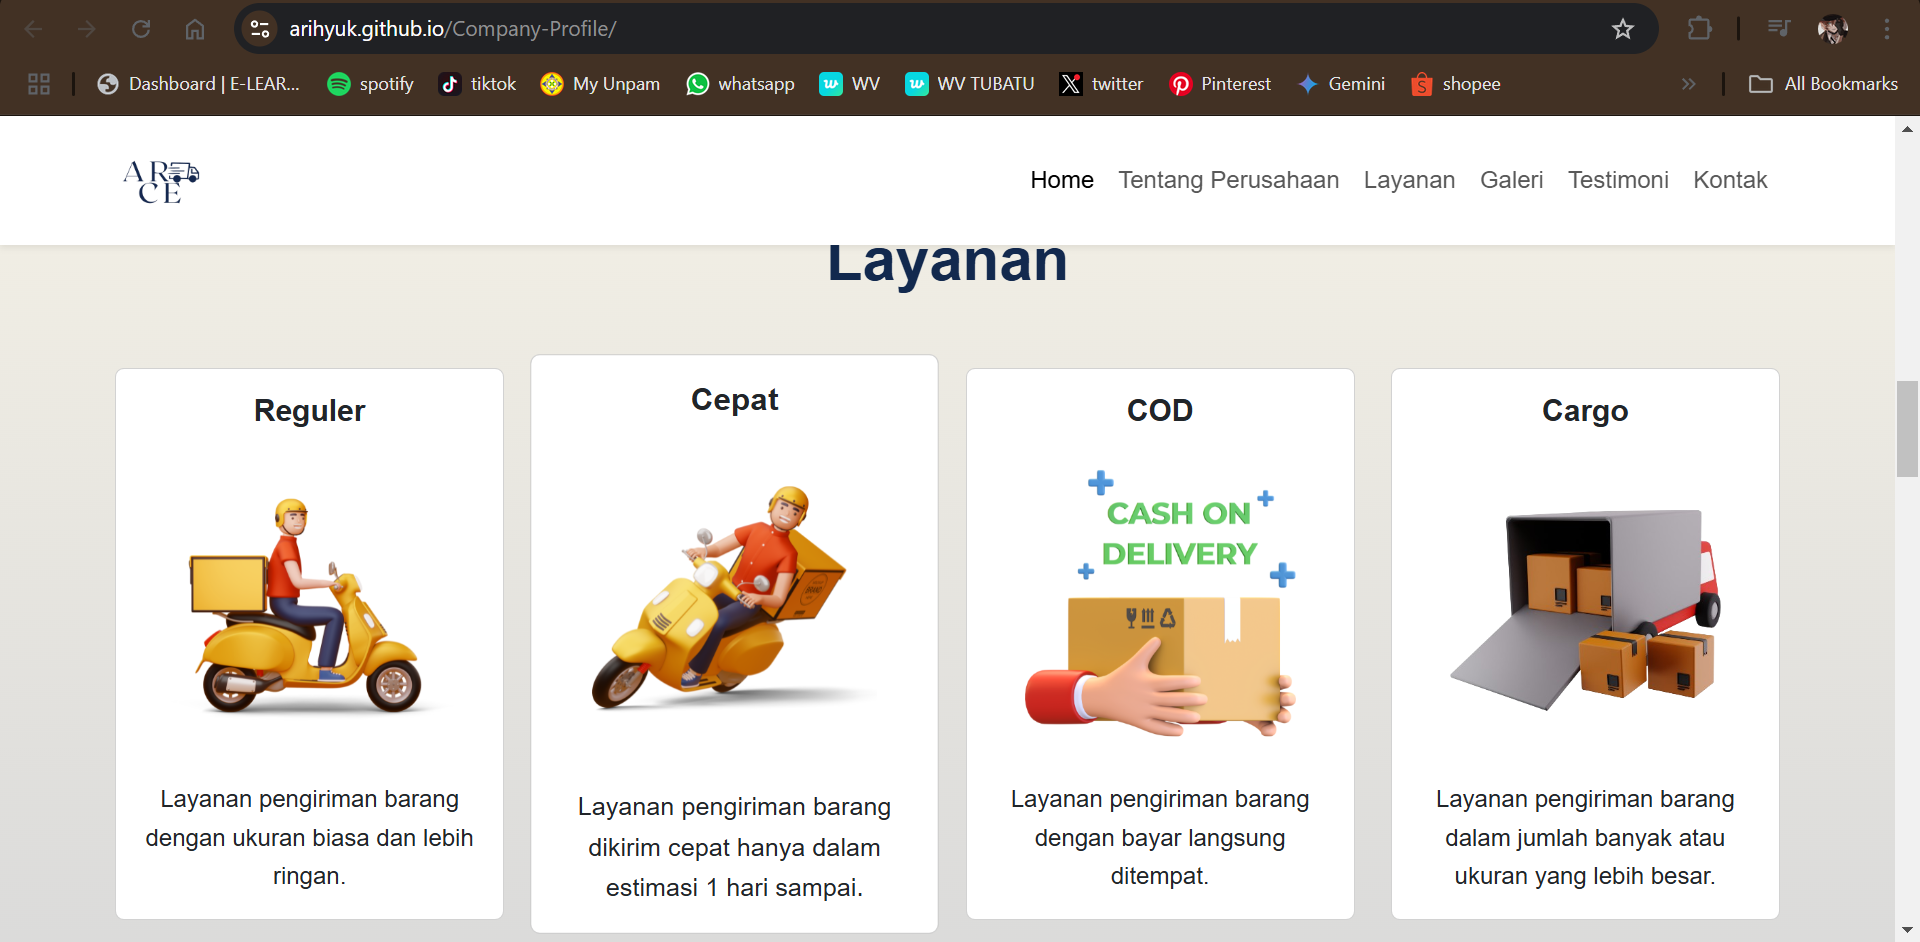 arihyuk.github.io/Company-Profile/
Dashboard | E-LEAR... spotify tiktok My Unpam whatsapp WV WV TUBATU twitter Pinterest Gemini shopee All Bookmarks
AR
CE
Home Tentang Perusahaan Layanan Galeri Testimoni Kontak
Layanan
Reguler
Layanan pengiriman barang
dengan ukuran biasa dan lebih
ringan.
Cepat
Layanan pengiriman barang
dikirim cepat hanya dalam
estimasi 1 hari sampai.
COD
CASH ON
DELIVERY
Layanan pengiriman barang
dengan bayar langsung
ditempat.
Cargo
Layanan pengiriman barang
dalam jumlah banyak atau
ukuran yang lebih besar.